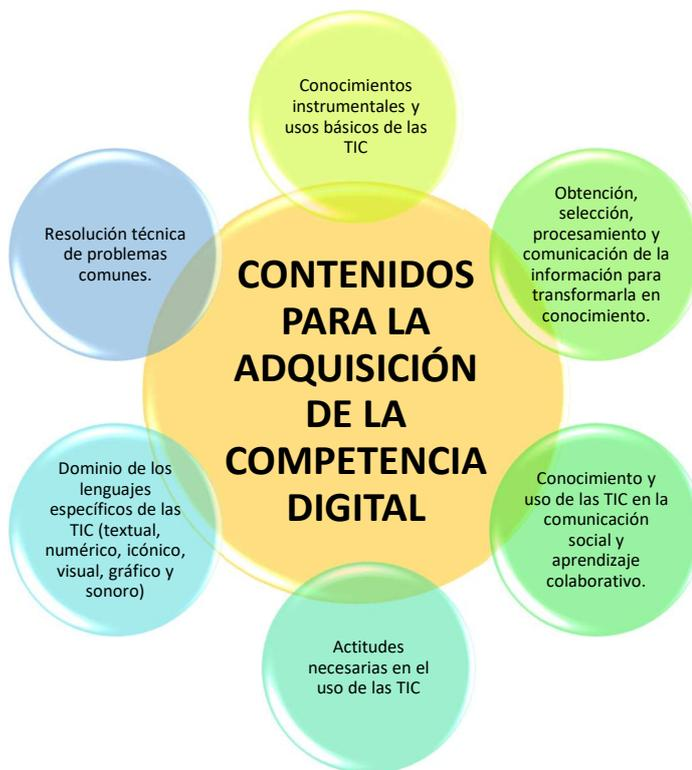 Conocimientos
instrumentales y
usos básicos de las
TIC
Obtención,
selección,
procesamiento y
comunicación de la
información para
transformarla en
conocimiento.
Resolución técnica
de problemas
comunes.
CONTENIDOS
PARA LA
ADQUISICIÓN
DE LA
COMPETENCIA
DIGITAL
Dominio de los
lenguajes
específicos de las
TIC (textual,
numérico, icónico,
visual, gráfico y
sonoro)
Conocimiento y
uso de las TIC en la
comunicación
social y
aprendizaje
colaborativo.
Actitudes
necesarias en el
uso de las TIC